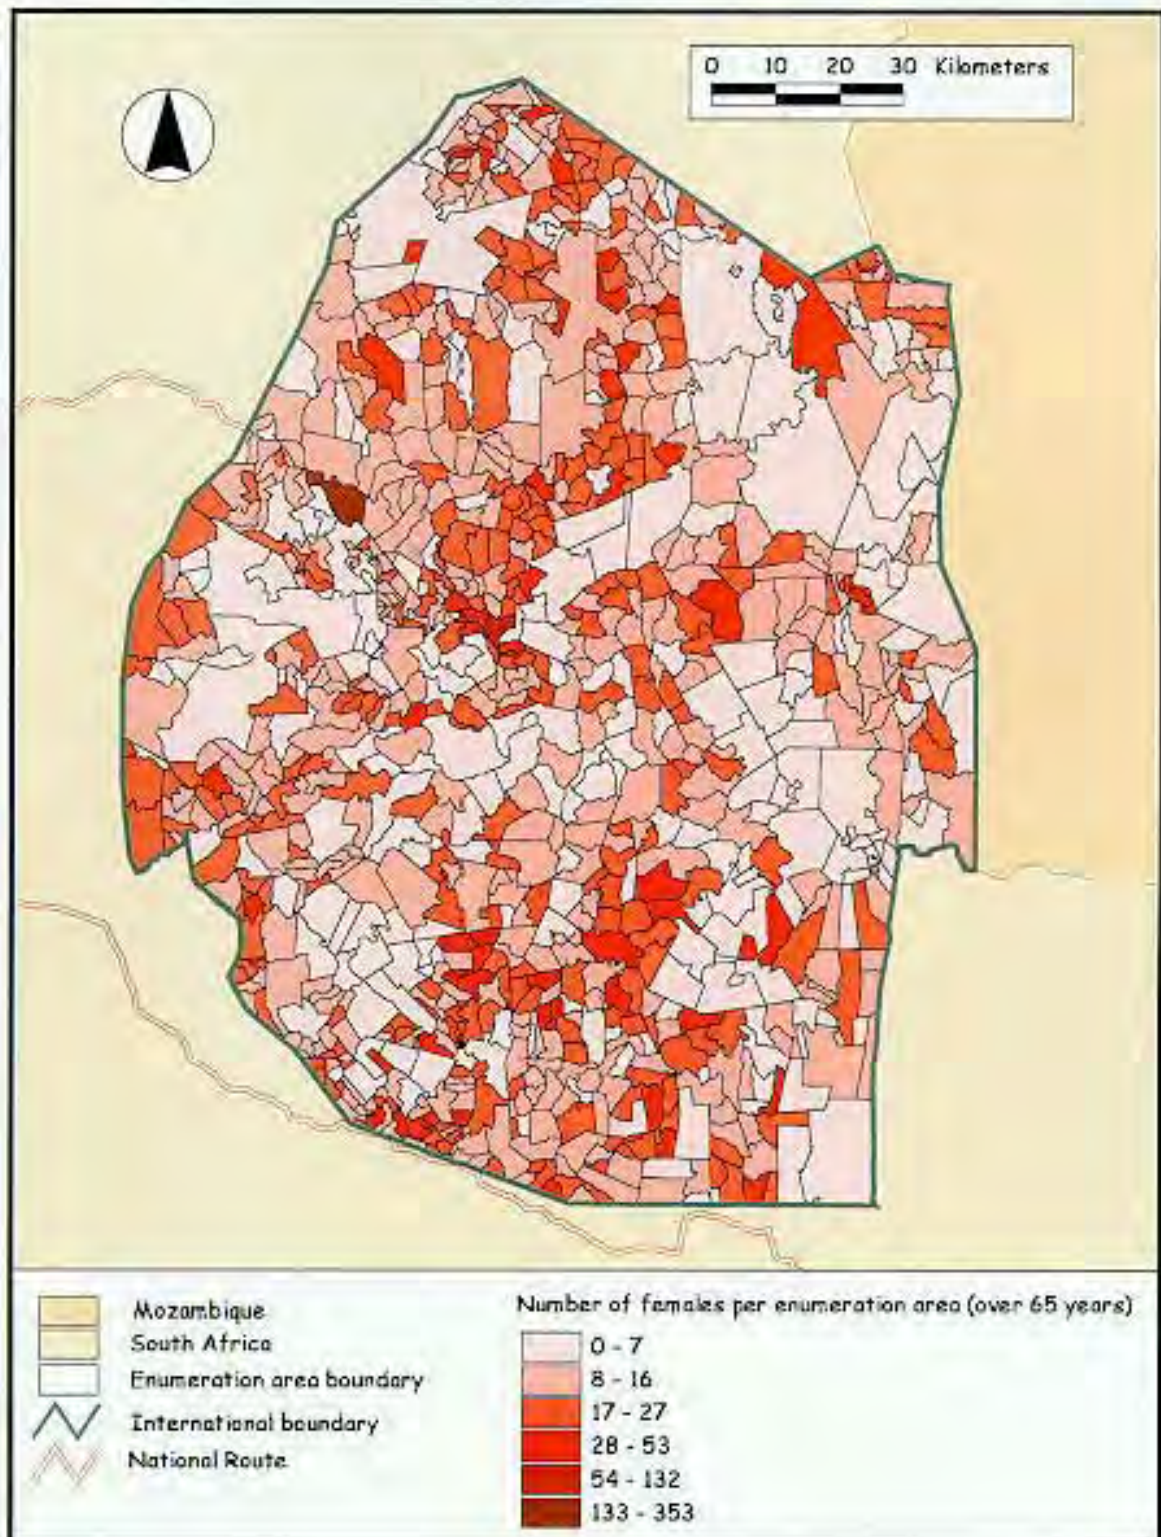 0 10 20 30 Kilometers
Mozambique
South Africa
Enumeration area boundary
International boundary
National Route
Number of females per enumeration area (over 65 years)
0 - 7
8 - 16
17 - 27
28 - 53
54 - 132
133 - 353